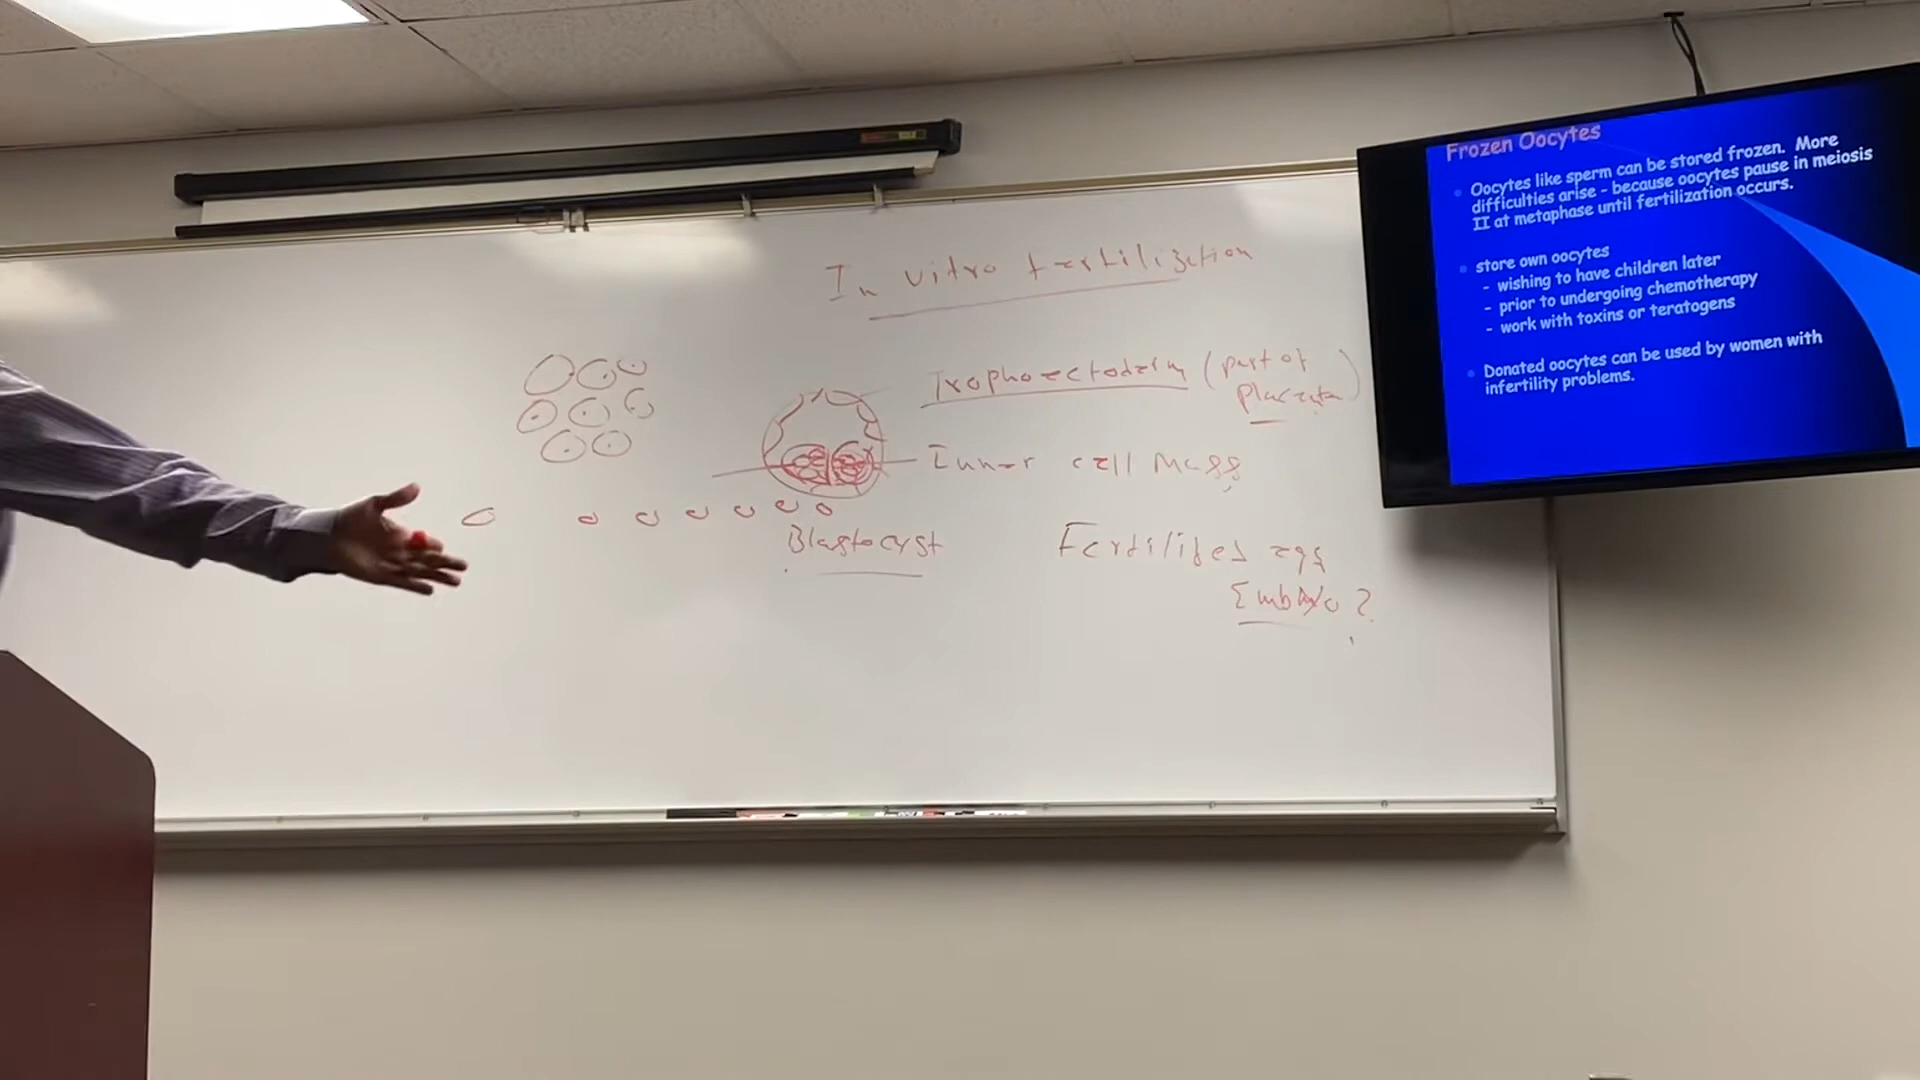 In vitro fertilization
Trophoectoderm (part of
placenta)
Inner cell Mass
Blastocyst
Fertilized egg
Embryo?
Frozen Oocytes
Oocytes like sperm can be stored frozen. More
difficulties arise - because oocytes pause in meiosis
II at metaphase until fertilization occurs.
store own oocytes
- wishing to have children later
- prior to undergoing chemotherapy
- work with toxins or teratogens
Donated oocytes can be used by women with
infertility problems.